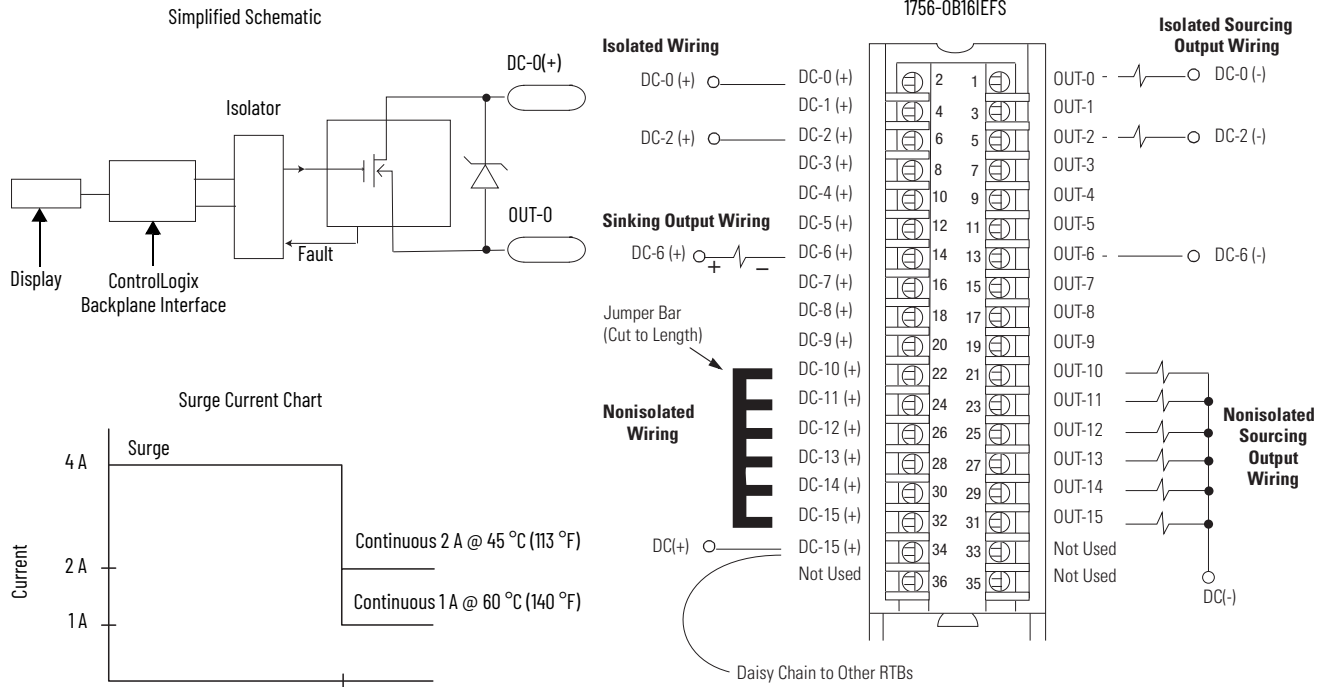 Simplified Schematic
DC-0(+)
Isolator
OUT-0
Fault
Display
ControlLogix
Backplane Interface
Surge Current Chart
Surge
4 A
Continuous 2 A @ 45 °C (113 °F)
2 A
Continuous 1 A @ 60 °C (140 °F)
1 A
Current
1756-OB16IEFS
Isolated Wiring
Isolated Sourcing
Output Wiring
DC-0 (+) DC-0 (+) 2 1 OUT-0 DC-0 (-)
DC-1 (+) 4 3 OUT-1
DC-2 (+) DC-2 (+) 6 5 OUT-2 DC-2 (-)
DC-3 (+) 8 7 OUT-3
DC-4 (+) 10 9 OUT-4
Sinking Output Wiring
DC-5 (+) 12 11 OUT-5
DC-6 (+) + – DC-6 (+) 14 13 OUT-6 DC-6 (-)
DC-7 (+) 16 15 OUT-7
Jumper Bar
(Cut to Length)
DC-8 (+) 18 17 OUT-8
DC-9 (+) 20 19 OUT-9
DC-10 (+) 22 21 OUT-10
DC-11 (+) 24 23 OUT-11
Nonisolated
Wiring
DC-12 (+) 26 25 OUT-12
DC-13 (+) 28 27 OUT-13
DC-14 (+) 30 29 OUT-14
DC-15 (+) 32 31 OUT-15
Nonisolated
Sourcing
Output
Wiring
DC(+) DC-15 (+) 34 33 Not Used
Not Used 36 35 Not Used
DC(-)
Daisy Chain to Other RTBs